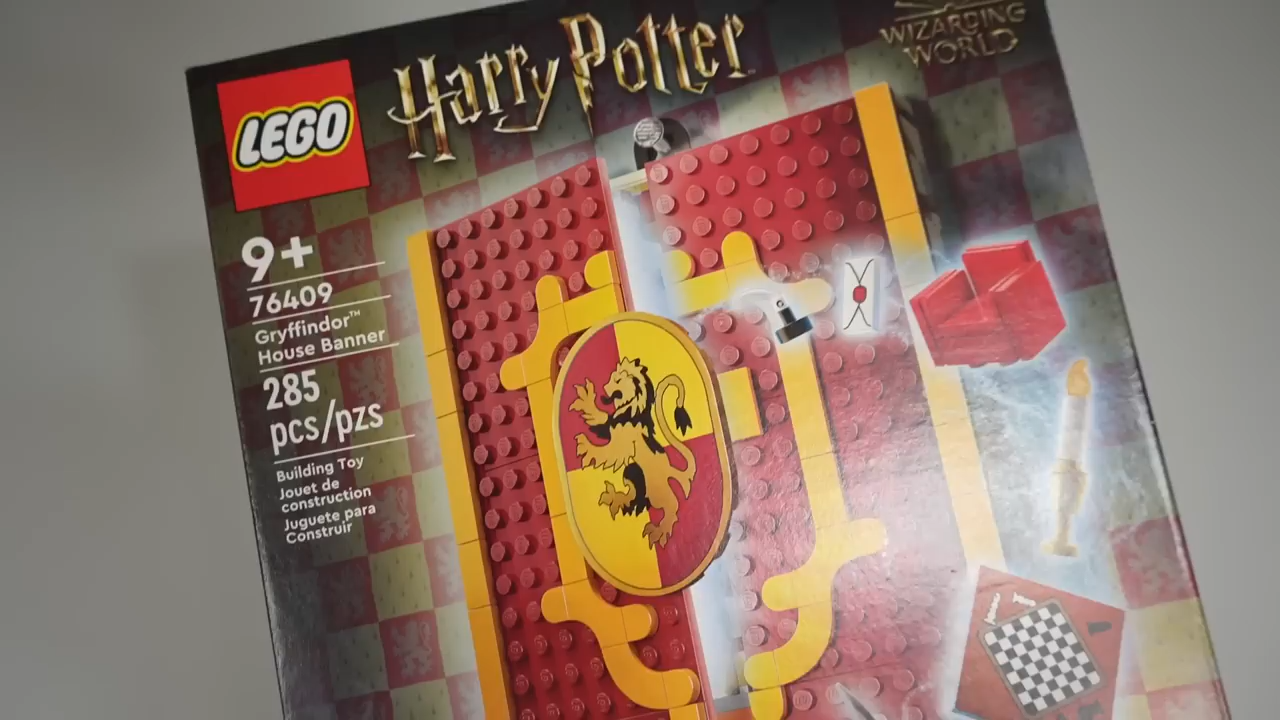 LEGO
Harry Potter
WIZARDING
WORLD
9+
76409
Gryffindor™
House Banner
285
pcs/pzs
Building Toy
Jouet de
construction
Juguete para
Construir